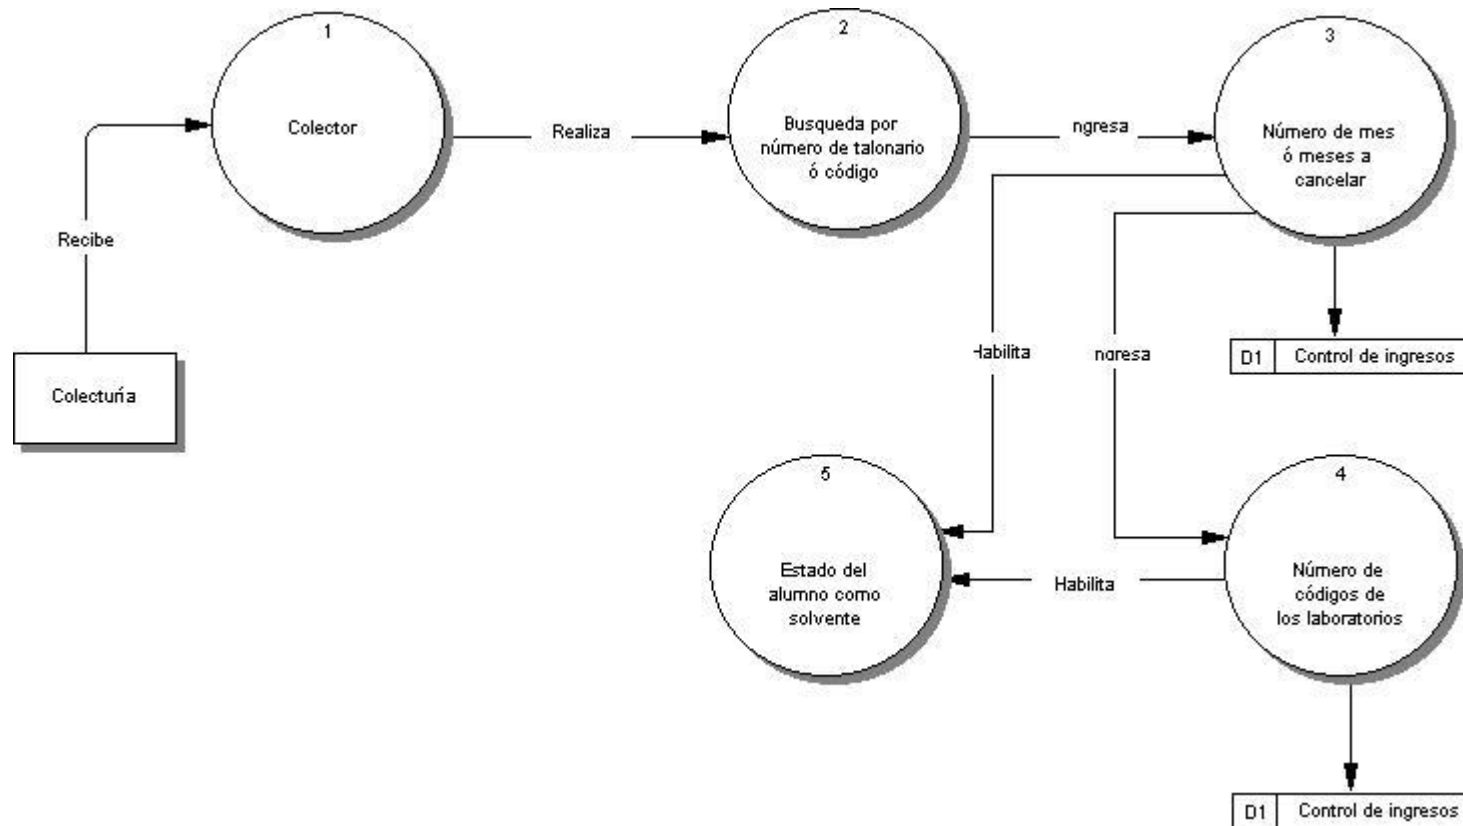 1
Colector
Realiza
2
Busqueda por
número de talonario
ó código
ngresa
3
Número de mes
ó meses a
cancelar
Recibe
Colecturía
Habilita
ngresa
D1 Control de ingresos
5
Estado del
alumno como
solvente
Habilita
4
Número de
códigos de
los laboratorios
D1 Control de ingresos